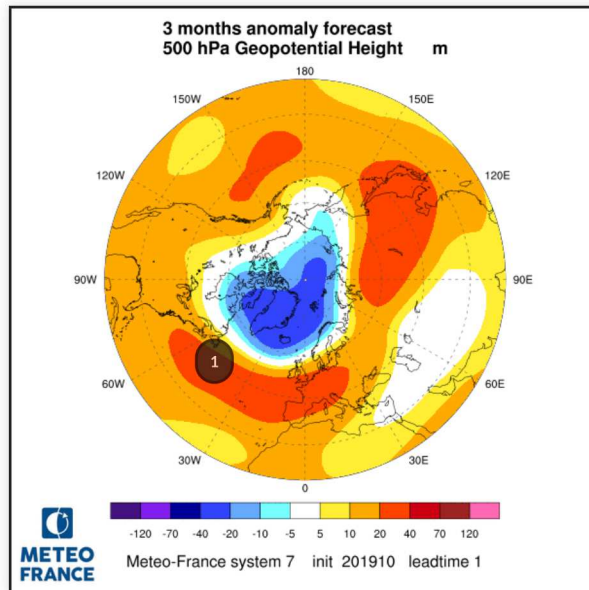 3 months anomaly forecast
500 hPa Geopotential Height m
180
150W 150E
120W 120E
90W 90E
1
60W 60E
30W 30E
0
-120 -70 -40 -20 -10 -5 5 10 20 40 70 120
METEO
FRANCE
Meteo-France system 7 init 201910 leadtime 1